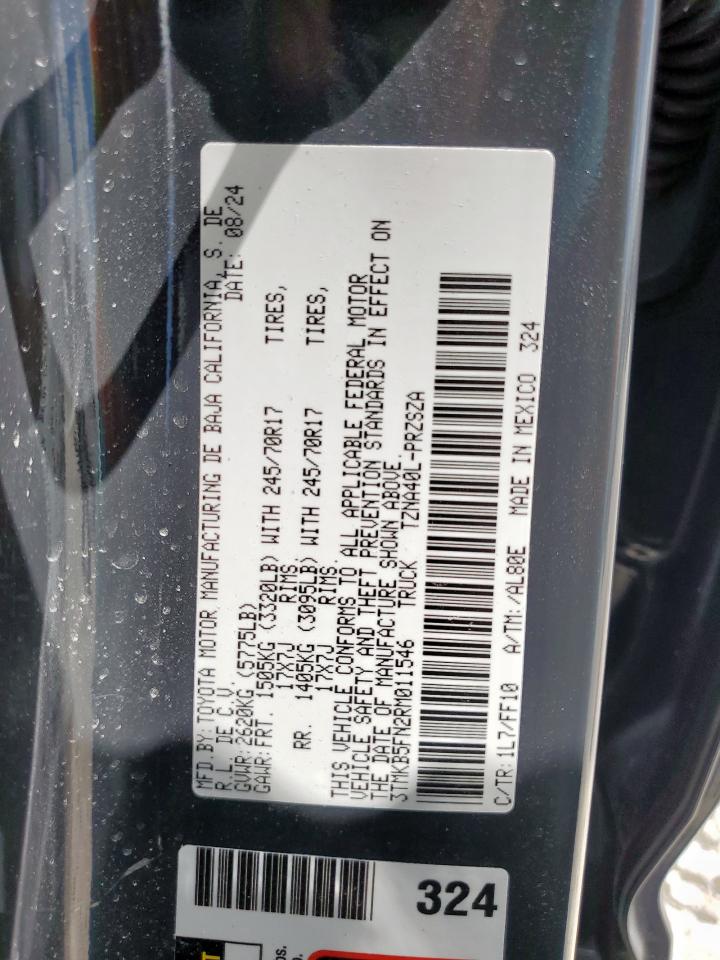 MFD.BY:TOYOTA MOTOR MANUFACTURING DE BAJA CALIFORNIA, S. DE
R.L. DE C.V. DATE: 08/24
GVWR:2620KG (5775LB)
GAWR:FRT. 1505KG (3320LB) WITH 245/70R17 TIRES,
17X7J RIMS
RR. 1405KG (3095LB) WITH 245/70R17 TIRES,
17X7J RIMS
THIS VEHICLE CONFORMS TO ALL APPLICABLE FEDERAL MOTOR
VEHICLE SAFETY AND THEFT PREVENTION STANDARDS IN EFFECT ON
THE DATE OF MANUFACTURE SHOWN ABOVE.
3TMKB5FN2RM011546 TRUCK TZNA40L-PRZSZA
C/TR:1L7/FF10 A/TM:/AL80E MADE IN MEXICO 324
324